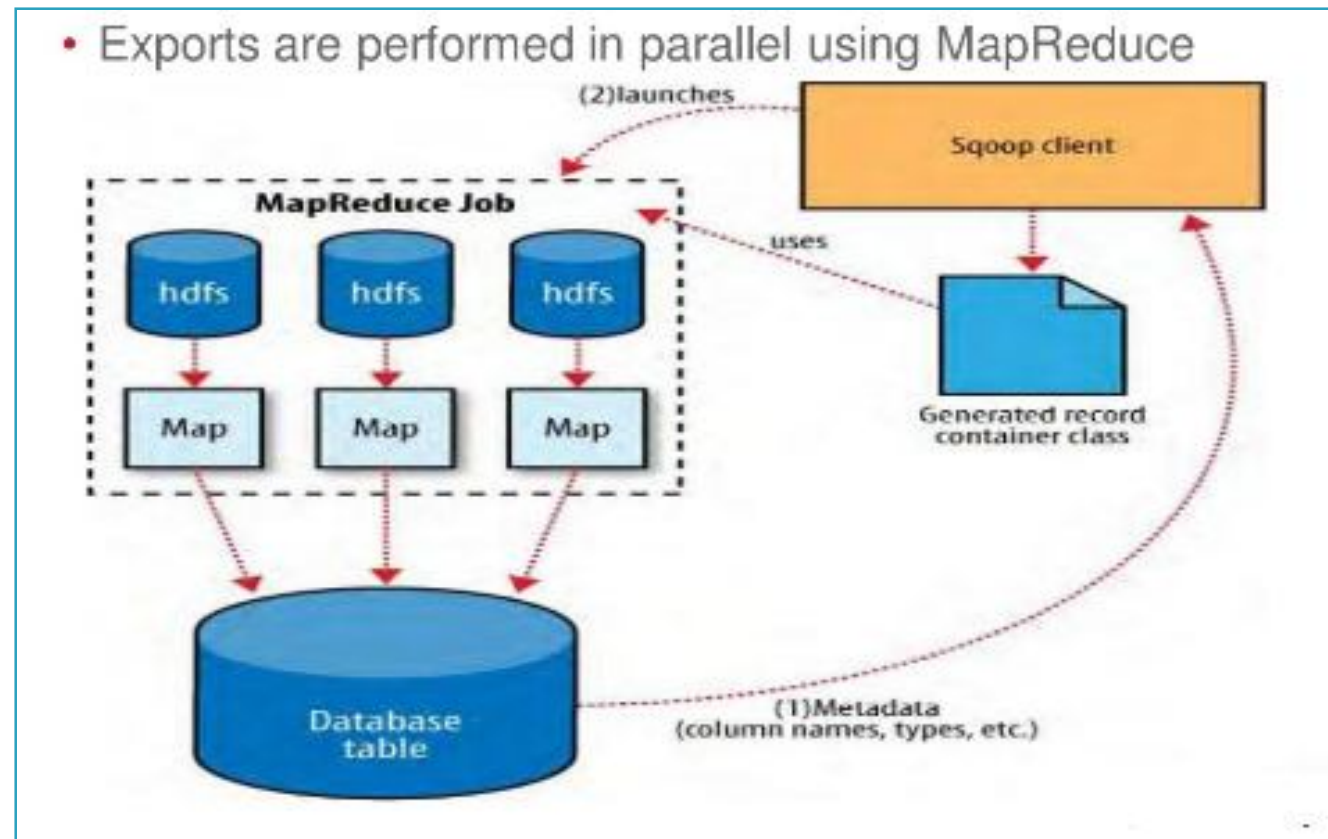 • Exports are performed in parallel using MapReduce
(2)launches
Sqoop client
MapReduce Job
uses
hdfs hdfs hdfs
Map Map Map
Generated record
container class
Database
table
(1)Metadata
(column names, types, etc.)